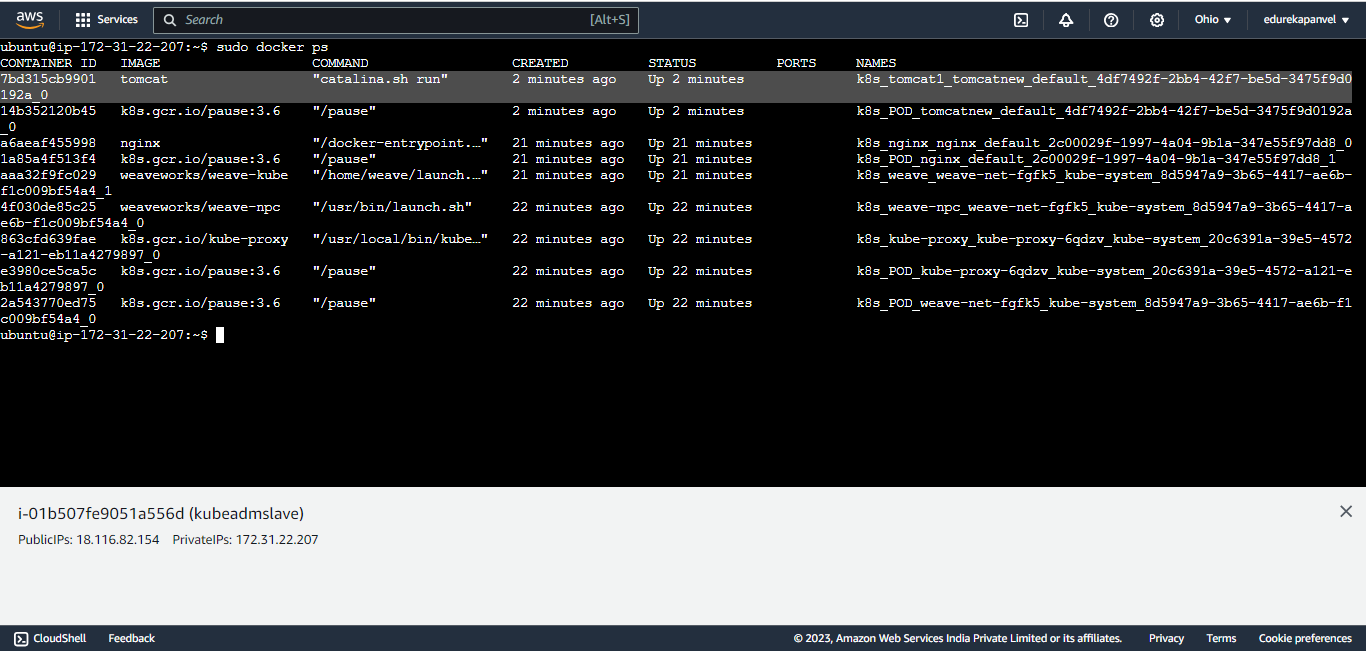 aws Services Search [Alt+S] Ohio ▼ edurekapanvel ▼
ubuntu@ip-172-31-22-207:~$ sudo docker ps
CONTAINER ID IMAGE COMMAND CREATED STATUS PORTS NAMES
7bd315cb9901 tomcat "catalina.sh run" 2 minutes ago Up 2 minutes k8s_tomcat1_tomcatnew_default_4df7492f-2bb4-42f7-be5d-3475f9d0
192a_0
14b352120b45 k8s.gcr.io/pause:3.6 "/pause" 2 minutes ago Up 2 minutes k8s_POD_tomcatnew_default_4df7492f-2bb4-42f7-be5d-3475f9d0192a
_0
a6aeaf455998 nginx "/docker-entrypoint.…" 21 minutes ago Up 21 minutes k8s_nginx_nginx_default_2c00029f-1997-4a04-9b1a-347e55f97dd8_0
1a85a4f513f4 k8s.gcr.io/pause:3.6 "/pause" 21 minutes ago Up 21 minutes k8s_POD_nginx_default_2c00029f-1997-4a04-9b1a-347e55f97dd8_1
aaa32f9fc029 weaveworks/weave-kube "/home/weave/launch.…" 21 minutes ago Up 21 minutes k8s_weave_weave-net-fgfk5_kube-system_8d5947a9-3b65-4417-ae6b-
f1c009bf54a4_1
4f030de85c25 weaveworks/weave-npc "/usr/bin/launch.sh" 22 minutes ago Up 22 minutes k8s_weave-npc_weave-net-fgfk5_kube-system_8d5947a9-3b65-4417-a
e6b-f1c009bf54a4_0
863cfd639fae k8s.gcr.io/kube-proxy "/usr/local/bin/kube…" 22 minutes ago Up 22 minutes k8s_kube-proxy_kube-proxy-6qdzv_kube-system_20c6391a-39e5-4572
-a121-eb11a4279897_0
e3980ce5ca5c k8s.gcr.io/pause:3.6 "/pause" 22 minutes ago Up 22 minutes k8s_POD_kube-proxy-6qdzv_kube-system_20c6391a-39e5-4572-a121-e
b11a4279897_0
2a543770ed75 k8s.gcr.io/pause:3.6 "/pause" 22 minutes ago Up 22 minutes k8s_POD_weave-net-fgfk5_kube-system_8d5947a9-3b65-4417-ae6b-f1
c009bf54a4_0
ubuntu@ip-172-31-22-207:~$
i-01b507fe9051a556d (kubeadmslave)
PublicIPs: 18.116.82.154 PrivateIPs: 172.31.22.207
CloudShell Feedback © 2023, Amazon Web Services India Private Limited or its affiliates. Privacy Terms Cookie preferences